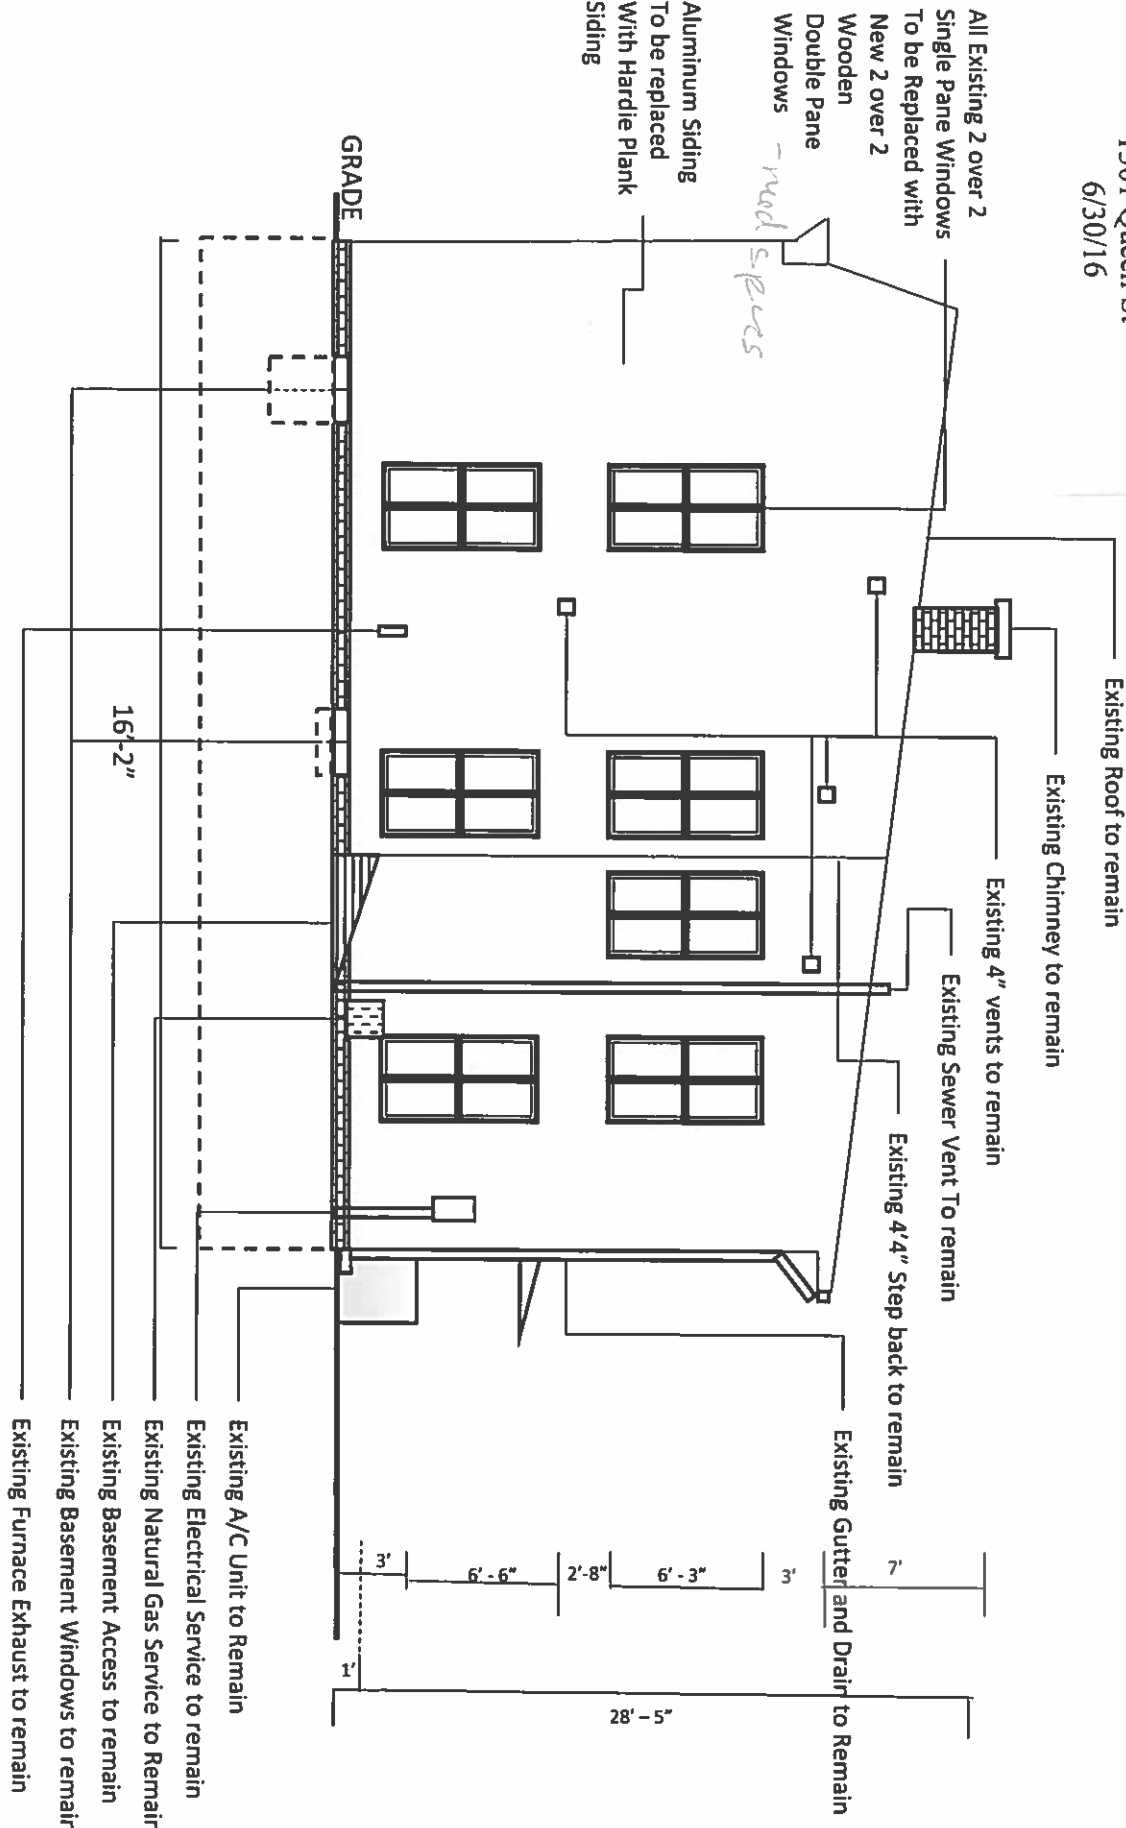 6/30/16
All Existing 2 over 2
Single Pane Windows
To be Replaced with
New 2 over 2
Wooden
Double Pane
Windows
Aluminum Siding
To be replaced
With Hardie Plank
Siding
GRADE
Existing Roof to remain
Existing Chimney to remain
Existing 4" vents to remain
Existing Sewer Vent To remain
Existing 4'4" Step back to remain
Existing Gutter and Drain to Remain
7'
3'
6' - 3"
2'-8"
6' - 6"
3'
1'
28' – 5"
16'-2"
Existing A/C Unit to Remain
Existing Electrical Service to remain
Existing Natural Gas Service to Remain
Existing Basement Access to remain
Existing Basement Windows to remain
Existing Furnace Exhaust to remain